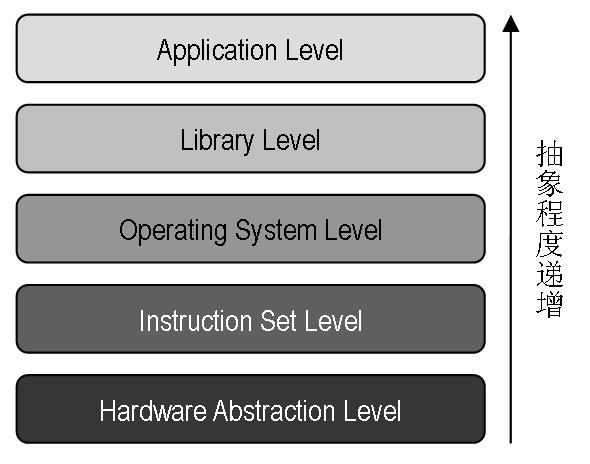 Application Level
Library Level
Operating System Level
Instruction Set Level
Hardware Abstraction Level
抽象程度递增